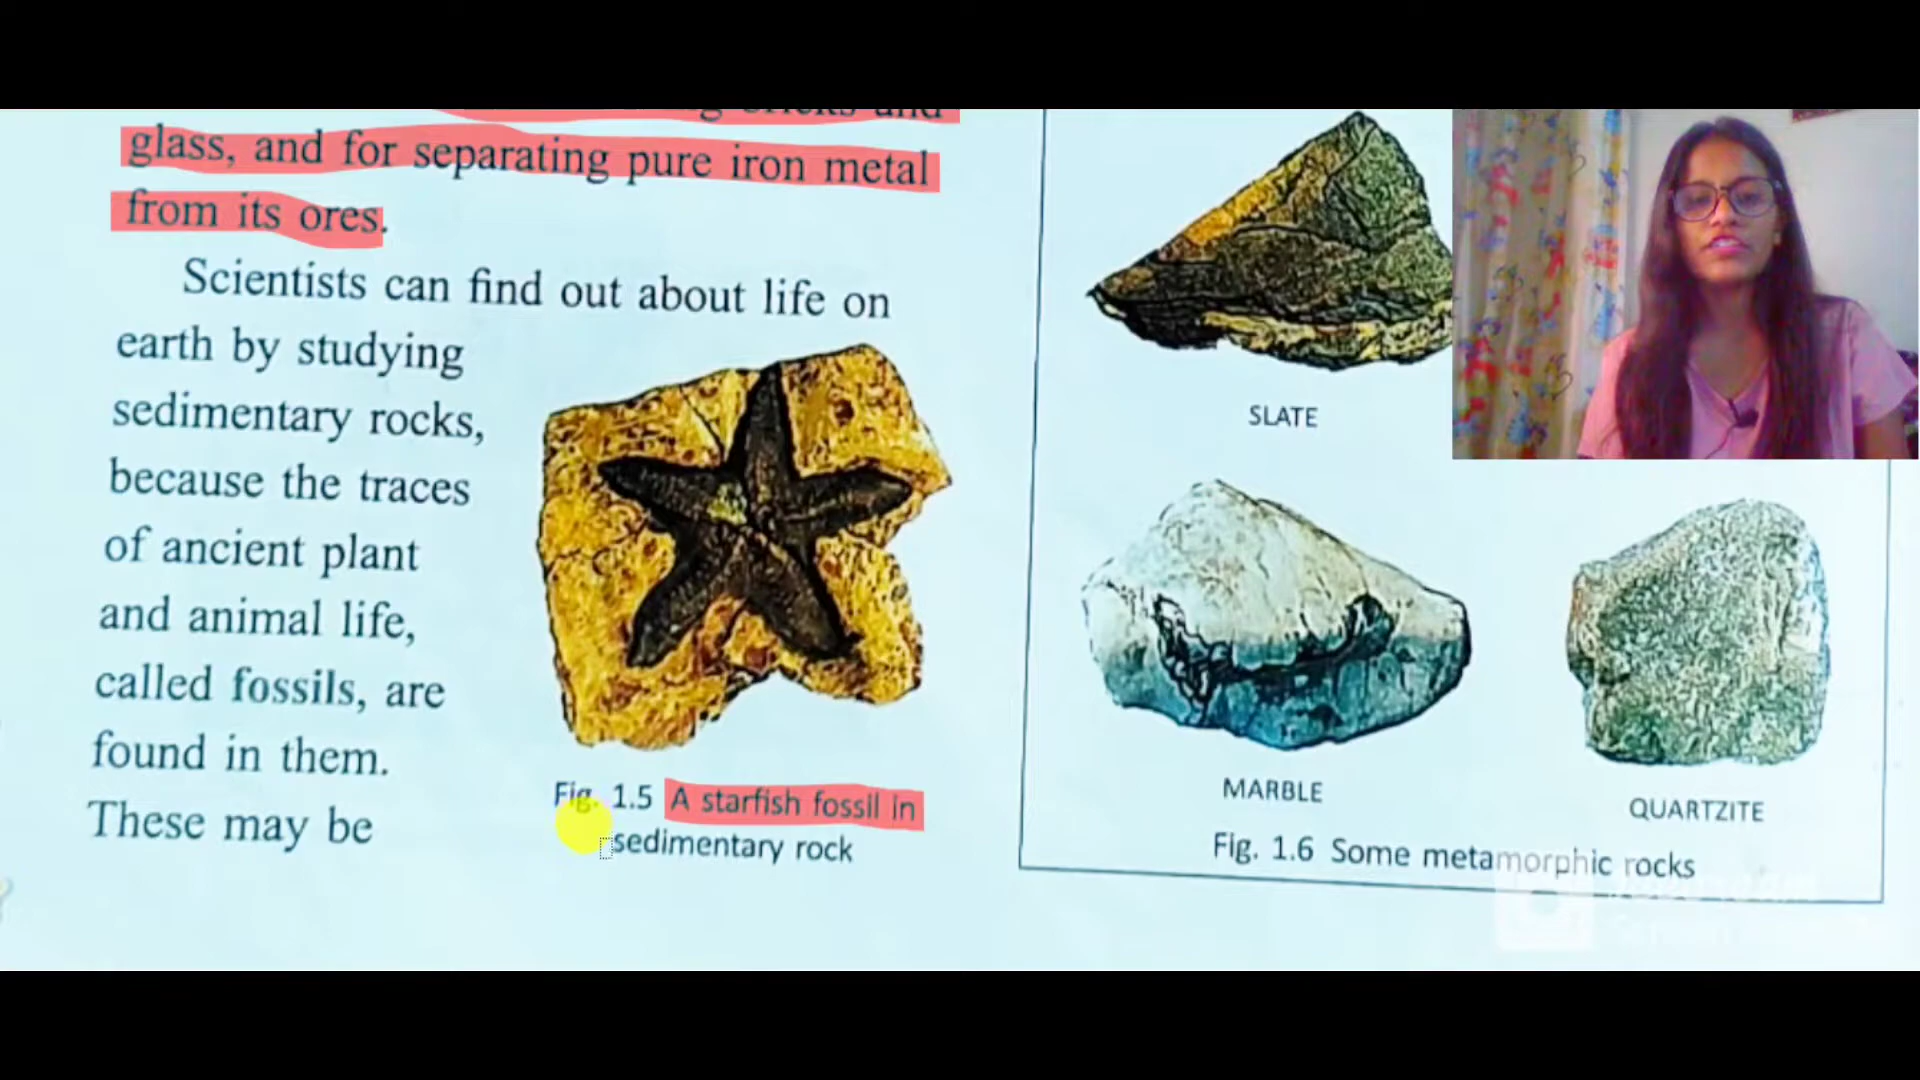 bricks and
glass, and for separating pure iron metal
from its ores.
Scientists can find out about life on
earth by studying
sedimentary rocks,
because the traces
of ancient plant
and animal life,
called fossils, are
found in them.
These may be
Fig. 1.5 A starfish fossil in
sedimentary rock
SLATE
MARBLE
QUARTZITE
Fig. 1.6 Some metamorphic rocks